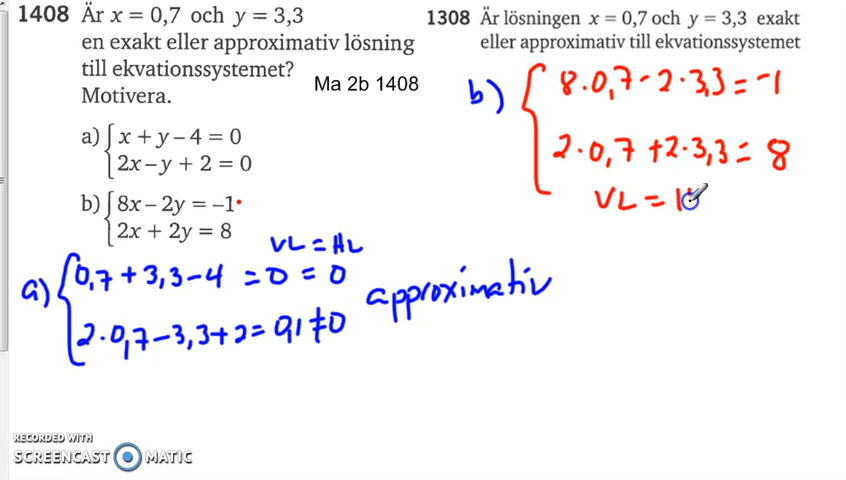 1408 Är x = 0,7 och y = 3,3
en exakt eller approximativ lösning
till ekvationssystemet?
Motivera.
a) {x + y – 4 = 0
2x – y + 2 = 0
b) {8x – 2y = –1
2x + 2y = 8
Ma 2b 1408
1308 Är lösningen x = 0,7 och y = 3,3 exakt
eller approximativ till ekvationssystemet
b) {8·0,7 - 2·3,3 = -1
2·0,7 + 2·3,3 = 8
VL =
VL = HL
a) {0,7 + 3,3 - 4 = 0 = 0
2·0,7 - 3,3 + 2 = 0,1 ≠ 0
approximativ
RECORDED WITH
SCREENCAST MATIC